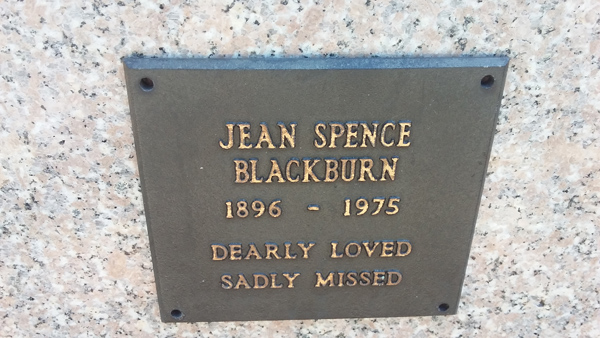 JEAN SPENCE
BLACKBURN
1896 - 1975
DEARLY LOVED
SADLY MISSED